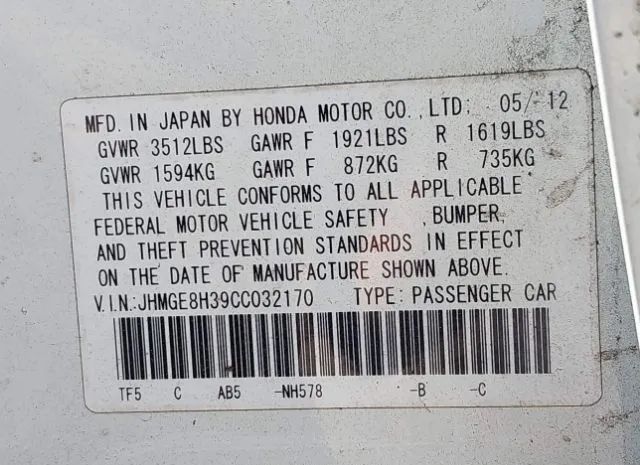 MFD. IN JAPAN BY HONDA MOTOR CO.,LTD; 05/12
GVWR 3512LBS GAWR F 1921LBS R 1619LBS
GVWR 1594KG GAWR F 872KG R 735KG
THIS VEHICLE CONFORMS TO ALL APPLICABLE
FEDERAL MOTOR VEHICLE SAFETY ,BUMPER,
AND THEFT PREVENTION STANDARDS IN EFFECT
ON THE DATE OF MANUFACTURE SHOWN ABOVE.
V.I.N.:JHMGE8H39CC032170 TYPE: PASSENGER CAR
TF5 C AB5 -NH578 -B -C